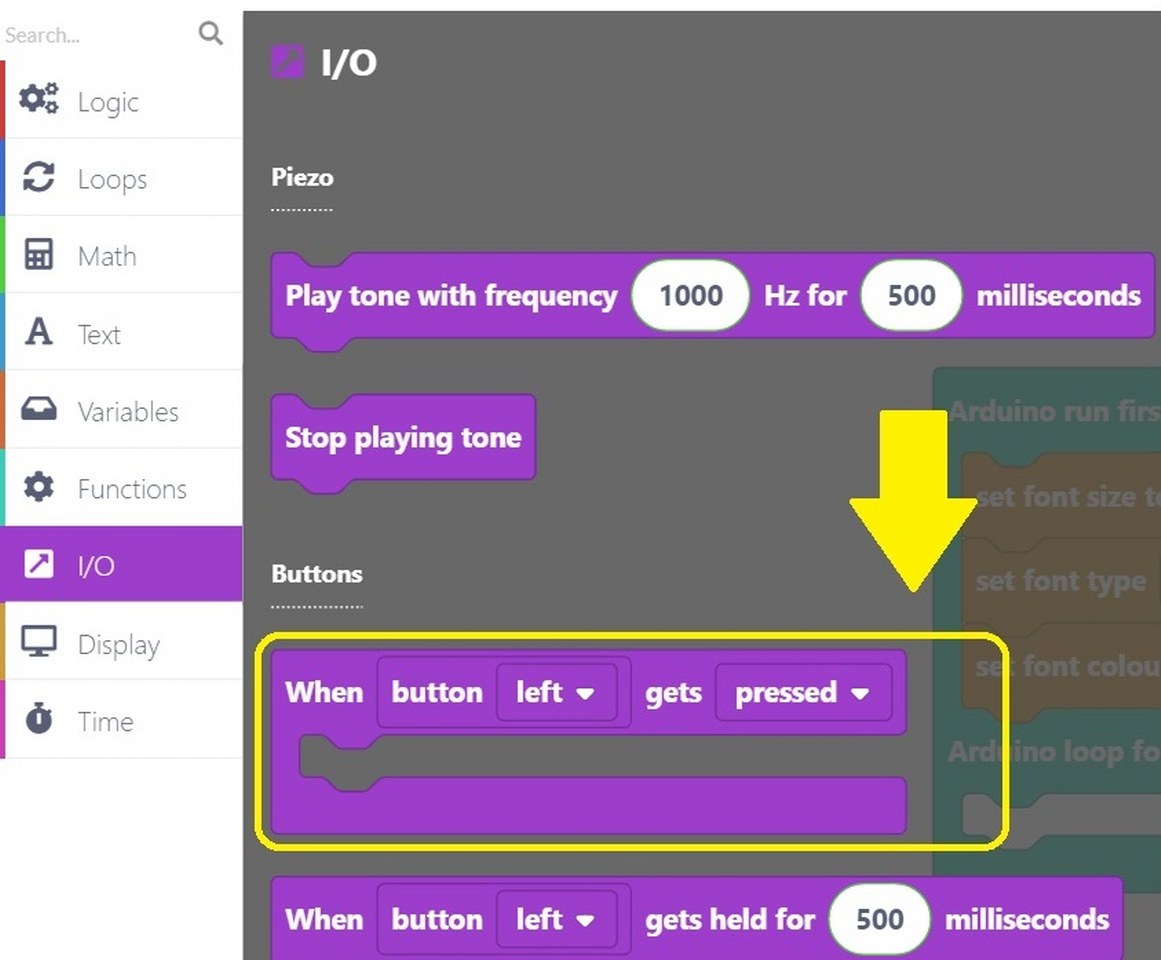 Search...
Logic
Loops
Math
Text
Variables
Functions
I/O
Display
Time
I/O
Piezo
Play tone with frequency 1000 Hz for 500 milliseconds
Stop playing tone
Arduino run firs
set font size to
set font type
set font colou
Arduino loop fo
Buttons
When button left gets pressed
When button left gets held for 500 milliseconds